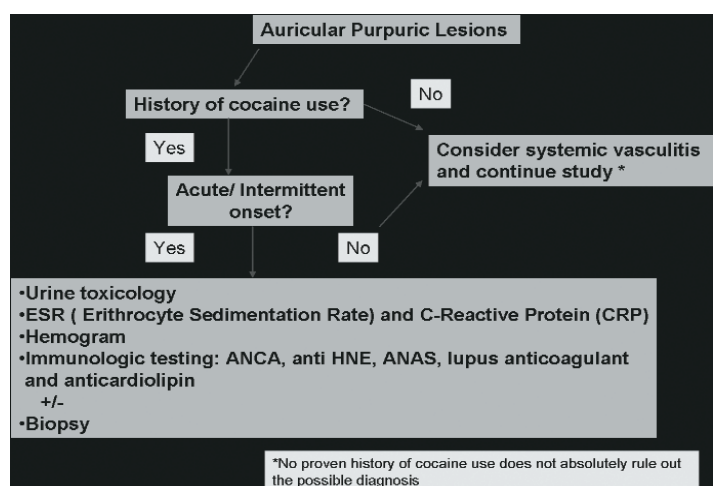 Auricular Purpuric Lesions
History of cocaine use?
No
Yes
Consider systemic vasculitis
and continue study *
Acute/ Intermittent
onset?
Yes
No
•Urine toxicology
•ESR ( Erithrocyte Sedimentation Rate) and C-Reactive Protein (CRP)
•Hemogram
•Immunologic testing: ANCA, anti HNE, ANAS, lupus anticoagulant
and anticardiolipin
+/-
•Biopsy
*No proven history of cocaine use does not absolutely rule out
the possible diagnosis